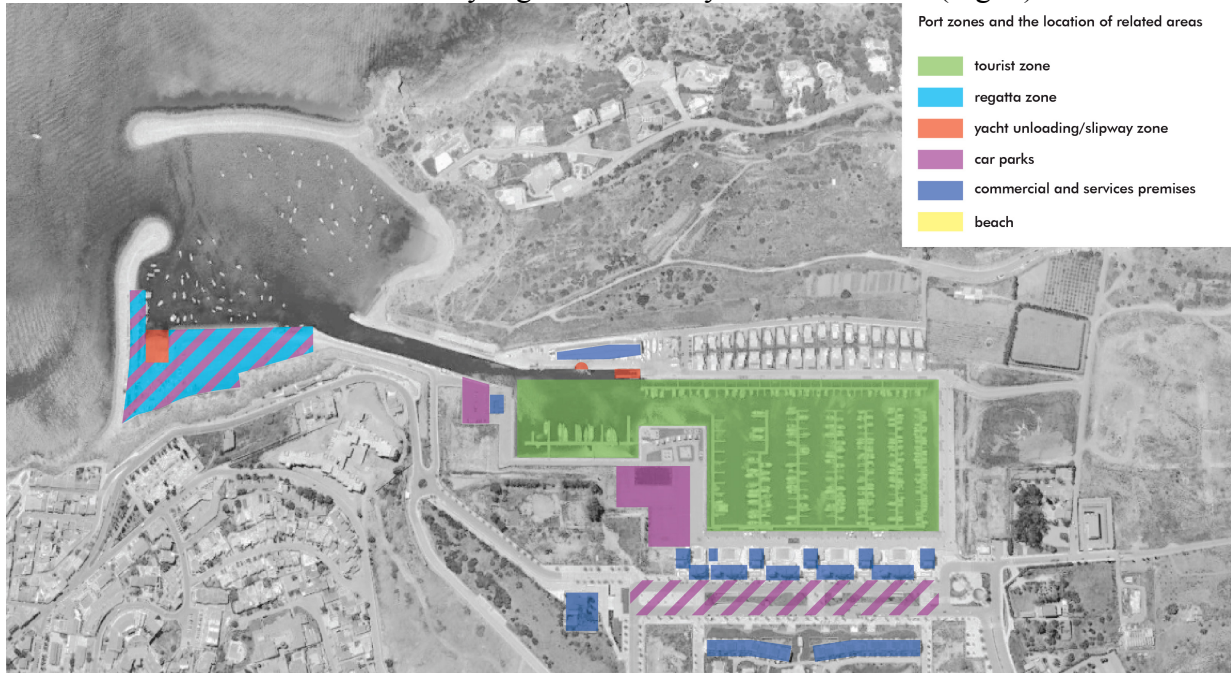 Port zones and the location of related areas
tourist zone
regatta zone
yacht unloading/slipway zone
car parks
commercial and services premises
beach